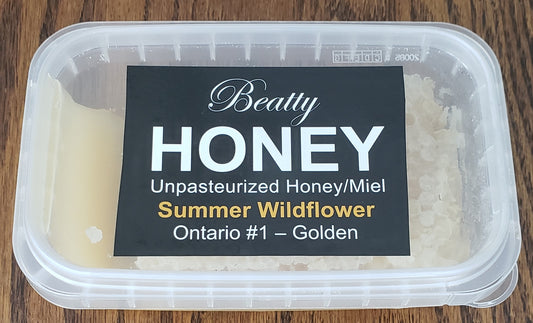 Beatty
HONEY
Unpasteurized Honey/Miel
Summer Wildflower
Ontario #1 – Golden